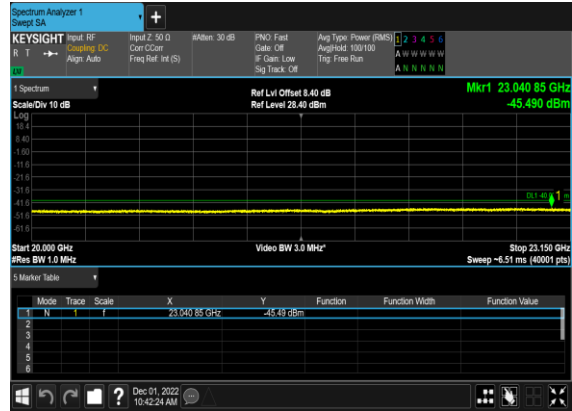 Spectrum Analyzer 1
Swept SA
+
KEYSIGHT Input: RF Input Z: 50 Ω #Atten: 30 dB PNO: Fast Avg Type: Power (RMS) 1 2 3 4 5 6
R T Coupling: DC Corr CCorr Gate: Off Avg|Hold: 100/100 A W W W W W
Align: Auto Freq Ref: Int (S) IF Gain: Low Trig: Free Run
Sig Track: Off A N N N N N
1 Spectrum Ref Lvl Offset 8.40 dB Mkr1 23.040 85 GHz
Scale/Div 10 dB Ref Level 28.40 dBm -45.490 dBm
Log
18.4
8.40
-1.60
-11.6
-21.6
-31.6
1
-41.6
-51.6
-61.6
Start 20.000 GHz Video BW 3.0 MHz* Stop 23.150 GHz
#Res BW 1.0 MHz Sweep ~6.51 ms (40001 pts)
5 Marker Table
Mode Trace Scale X Y Function Function Width Function Value
1 N 1 f 23.040 85 GHz -45.49 dBm
2
3
4
5
6
? Dec 01, 2022
10:42:24 AM